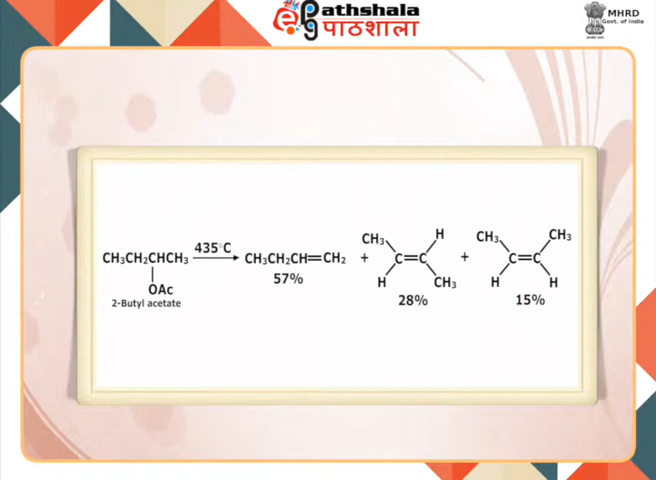 Pathshala
पाठशाला
MHRD
Govt. of India
435°C
CH₃CH₂CHCH₃ → CH₃CH₂CH=CH₂ + CH₃ H C=C H CH₃ + CH₃ CH₃ C=C H H
OAc
2-Butyl acetate
57%
28%
15%